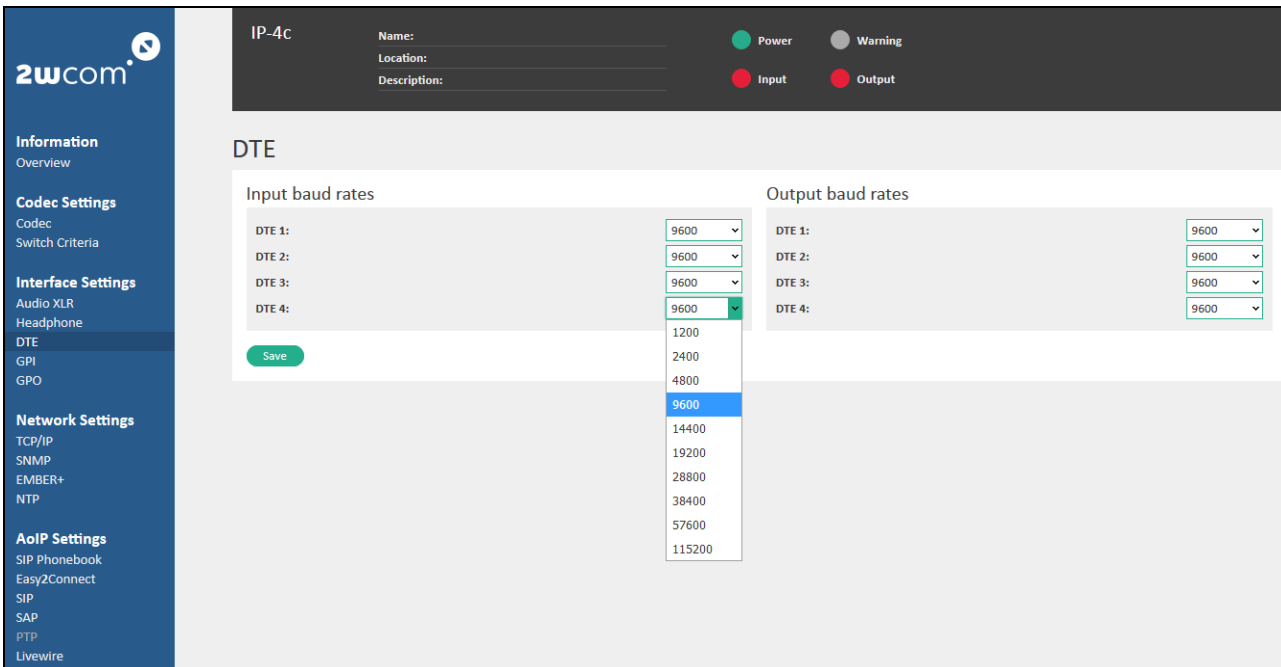 2wcom
Information
Overview
Codec Settings
Codec
Switch Criteria
Interface Settings
Audio XLR
Headphone
DTE
GPI
GPO
Network Settings
TCP/IP
SNMP
EMBER+
NTP
AoIP Settings
SIP Phonebook
Easy2Connect
SIP
SAP
PTP
Livewire
IP-4c
Name:
Location:
Description:
Power Warning
Input Output
DTE
Input baud rates
DTE 1: 9600
DTE 2: 9600
DTE 3: 9600
DTE 4: 9600
1200
2400
4800
9600
14400
19200
28800
38400
57600
115200
Save
Output baud rates
DTE 1: 9600
DTE 2: 9600
DTE 3: 9600
DTE 4: 9600